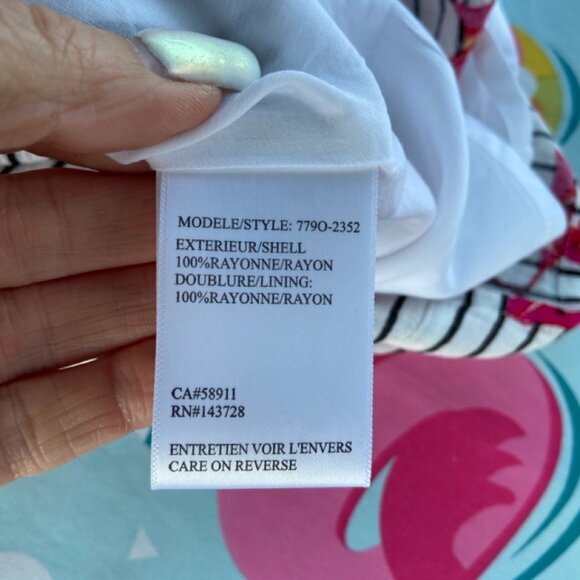 MODELE/STYLE: 779O-2352
EXTERIEUR/SHELL
100%RAYONNE/RAYON
DOUBLURE/LINING:
100%RAYONNE/RAYON
CA#58911
RN#143728
ENTRETIEN VOIR L'ENVERS
CARE ON REVERSE